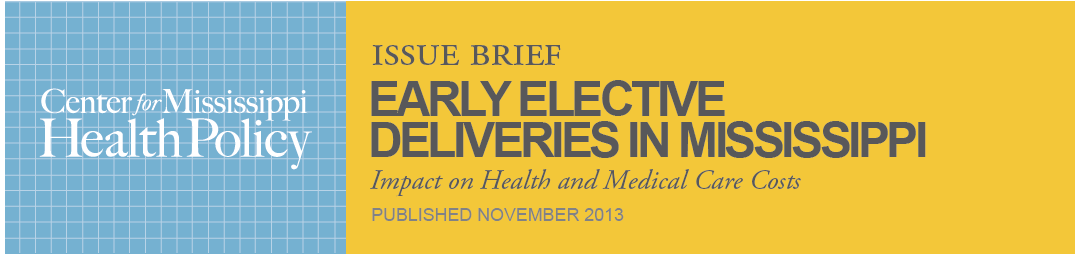 Center for Mississippi
Health Policy
ISSUE BRIEF
EARLY ELECTIVE
DELIVERIES IN MISSISSIPPI
Impact on Health and Medical Care Costs
PUBLISHED NOVEMBER 2013